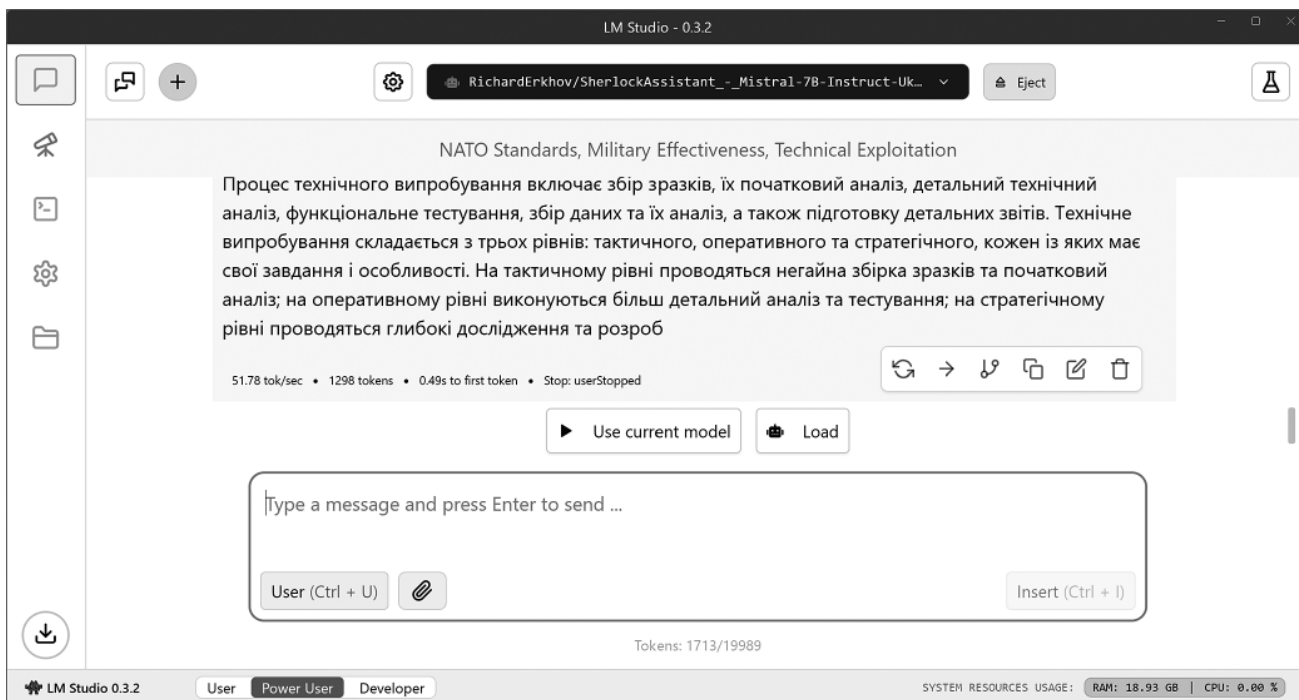 LM Studio - 0.3.2
RichardErkhov/SherlockAssistant_-_Mistral-7B-Instruct-Uk…
Eject
NATO Standards, Military Effectiveness, Technical Exploitation
Процес технічного випробування включає збір зразків, їх початковий аналіз, детальний технічний
аналіз, функціональне тестування, збір даних та їх аналіз, а також підготовку детальних звітів. Технічне
випробування складається з трьох рівнів: тактичного, оперативного та стратегічного, кожен із яких має
свої завдання і особливості. На тактичному рівні проводяться негайна збірка зразків та початковий
аналіз; на оперативному рівні виконуються більш детальний аналіз та тестування; на стратегічному
рівні проводяться глибокі дослідження та розроб
51.78 tok/sec • 1298 tokens • 0.49s to first token • Stop: userStopped
Use current model
Load
Type a message and press Enter to send ...
User (Ctrl + U)
Insert (Ctrl + I)
Tokens: 1713/19989
LM Studio 0.3.2
User
Power User
Developer
SYSTEM RESOURCES USAGE:
RAM: 18.93 GB | CPU: 0.00 %